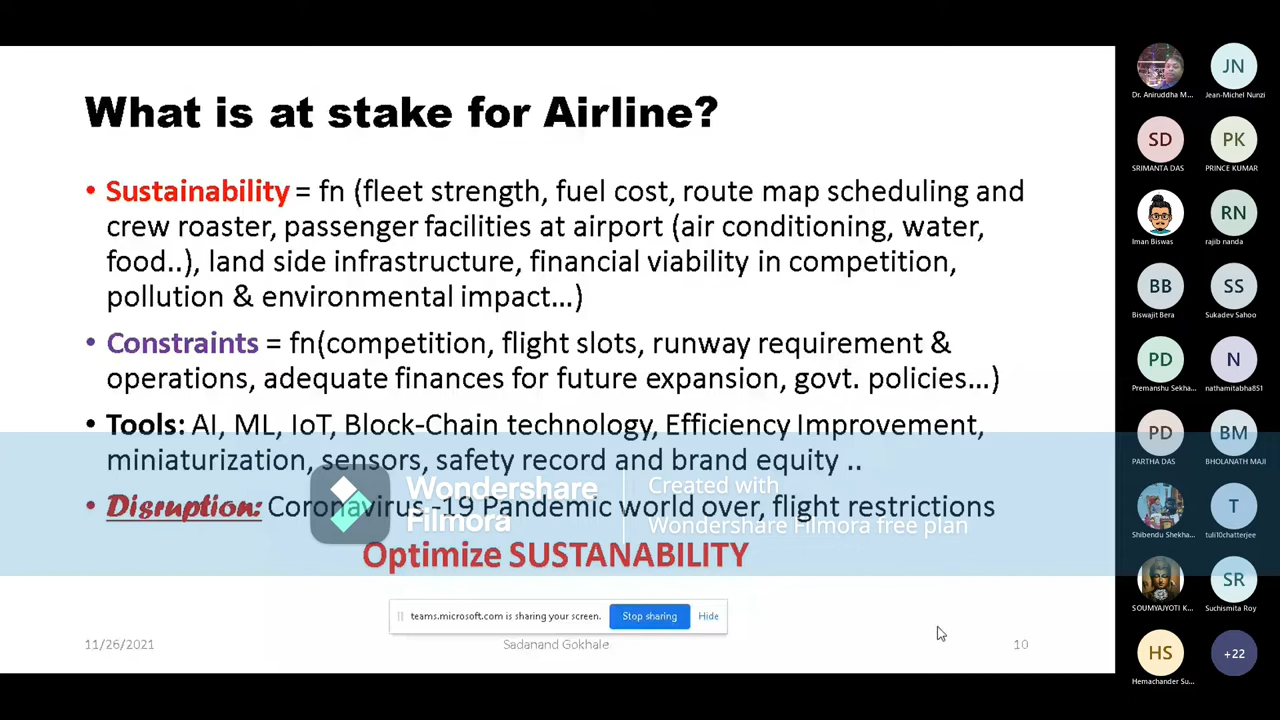 What is at stake for Airline?
• Sustainability = fn (fleet strength, fuel cost, route map scheduling and
crew roaster, passenger facilities at airport (air conditioning, water,
food..), land side infrastructure, financial viability in competition,
pollution & environmental impact...)
• Constraints = fn(competition, flight slots, runway requirement &
operations, adequate finances for future expansion, govt. policies...)
• Tools: AI, ML, IoT, Block-Chain technology, Efficiency Improvement,
miniaturization, sensors, safety record and brand equity ..
• Disruption: Coronavirus -19 Pandemic world over, flight restrictions
Optimize SUSTANABILITY
Wondershare
Filmora
Created with
Wondershare Filmora free plan
teams.microsoft.com is sharing your screen.
Stop sharing
Hide
11/26/2021
Sadanand Gokhale
10
Dr. Aniruddha M...
JN
Jean-Michel Nunzi
SD
SRIMANTA DAS
PK
PRINCE KUMAR
Iman Biswas
RN
rajib nanda
BB
Biswajit Bera
SS
Sukadev Sahoo
PD
Premanshu Sekha...
N
nathamitabha851
PD
PARTHA DAS
BM
BHOLANATH MAJI
Shibendu Shekha...
T
tuli10chatterjee
SOUMYAJYOTI K...
SR
Suchismita Roy
HS
Hemachander Su...
+22